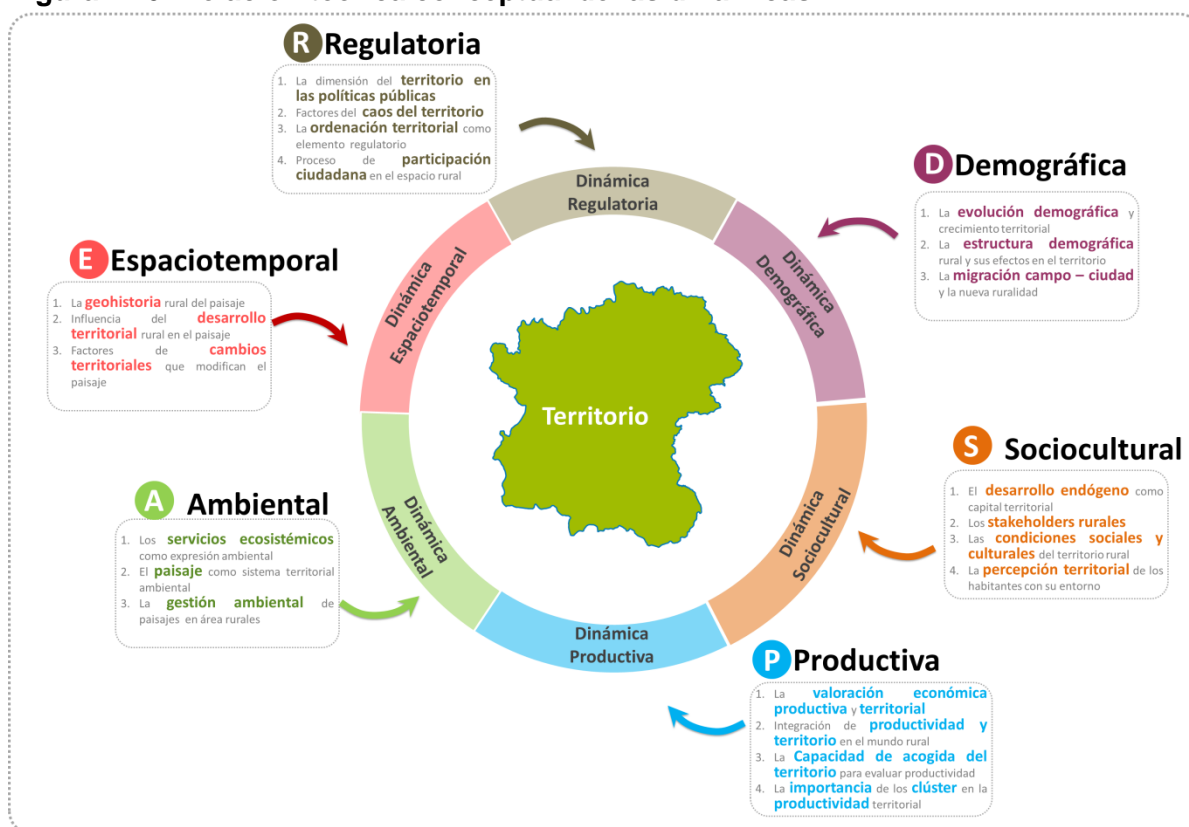 R Regulatoria
1. La dimensión del territorio en
las políticas públicas
2. Factores del caos del territorio
3. La ordenación territorial como
elemento regulatorio
4. Proceso de participación
ciudadana en el espacio rural
D Demográfica
1. La evolución demográfica y
crecimiento territorial
2. La estructura demográfica
rural y sus efectos en el territorio
3. La migración campo – ciudad
y la nueva ruralidad
E Espaciotemporal
1. La geohistoria rural del paisaje
2. Influencia del desarrollo
territorial rural en el paisaje
3. Factores de cambios
territoriales que modifican el
paisaje
Dinámica
Regulatoria
Dinámica
Demográfica
Dinámica
Espaciotemporal
Territorio
Dinámica
Sociocultural
Dinámica
Ambiental
Dinámica
Productiva
S Sociocultural
1. El desarrollo endógeno como
capital territorial
2. Los stakeholders rurales
3. Las condiciones sociales y
culturales del territorio rural
4. La percepción territorial de los
habitantes con su entorno
A Ambiental
1. Los servicios ecosistémicos
como expresión ambiental
2. El paisaje como sistema territorial
ambiental
3. La gestión ambiental de
paisajes en área rurales
P Productiva
1. La valoración económica
productiva y territorial
2. Integración de productividad y
territorio en el mundo rural
3. La Capacidad de acogida del
territorio para evaluar productividad
4. La importancia de los clúster en la
productividad territorial